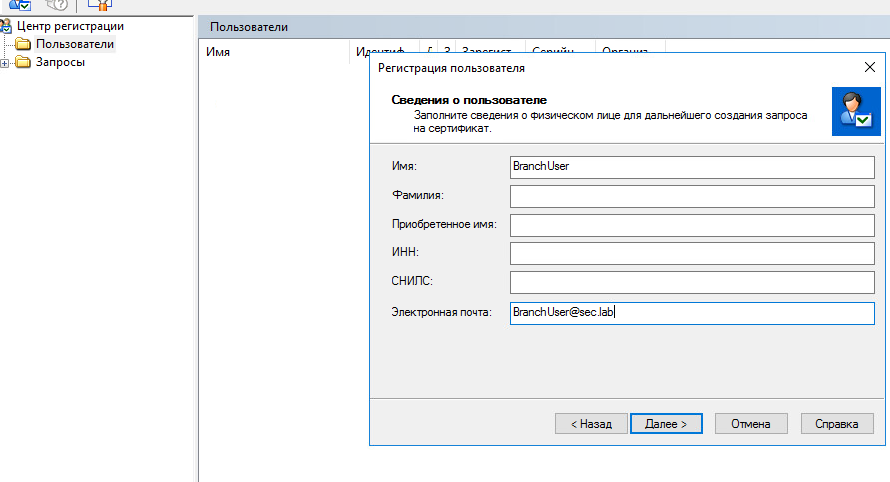 Центр регистрации
Пользователи
Запросы
Пользователи
Имя
Регистрация пользователя
Сведения о пользователе
Заполните сведения о физическом лице для дальнейшего создания запроса
на сертификат.
Имя: BranchUser
Фамилия:
Приобретенное имя:
ИНН:
СНИЛС:
Электронная почта: BranchUser@sec.lab
< Назад Далее > Отмена Справка